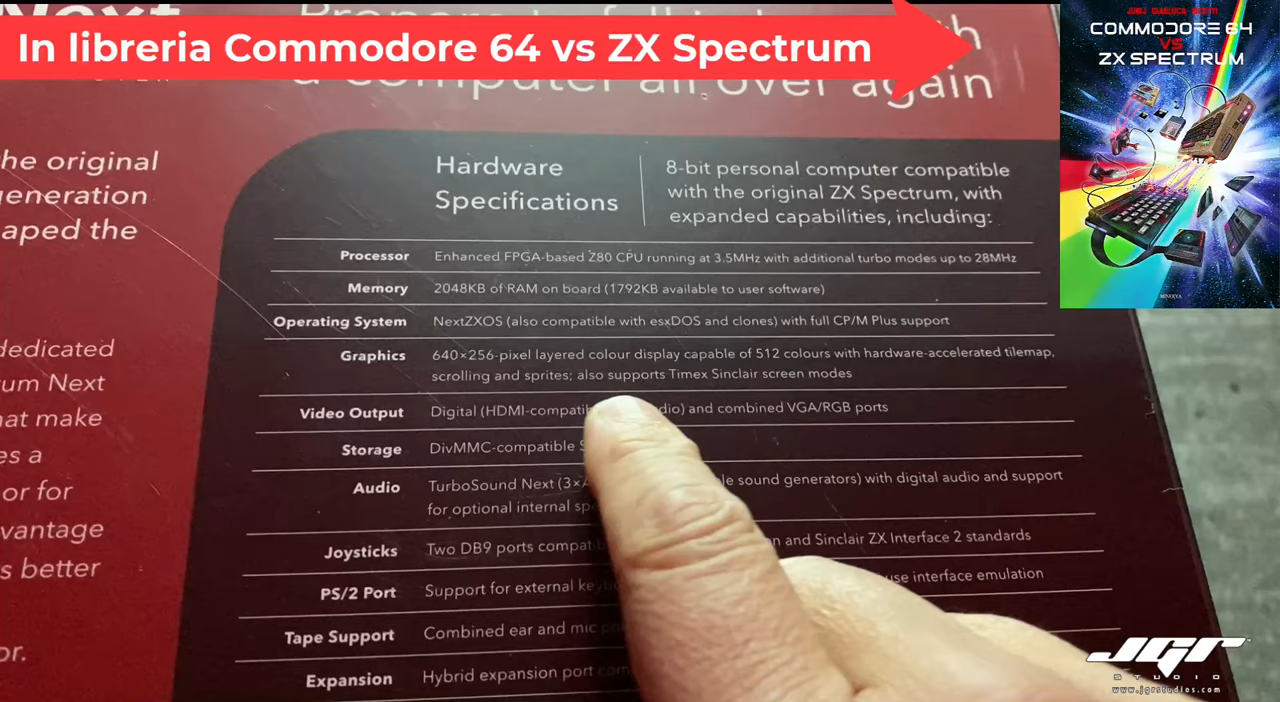 In libreria Commodore 64 vs ZX Spectrum
COMMODORE 64
VS
ZX SPECTRUM
MINERVA
a computer all over again
he original
generation
aped the
dedicated
um Next
hat make
es a
or for
vantage
s better
or.
Hardware
Specifications
8-bit personal computer compatible
with the original ZX Spectrum, with
expanded capabilities, including:
Processor Enhanced FPGA-based Z80 CPU running at 3.5MHz with additional turbo modes up to 28MHz
Memory 2048KB of RAM on board (1792KB available to user software)
Operating System NextZXOS (also compatible with esxDOS and clones) with full CP/M Plus support
Graphics 640×256-pixel layered colour display capable of 512 colours with hardware-accelerated tilemap,
scrolling and sprites; also supports Timex Sinclair screen modes
Video Output Digital (HDMI-compatib dio) and combined VGA/RGB ports
Storage DivMMC-compatible S
Audio TurboSound Next (3× le sound generators) with digital audio and support
for optional internal sp
Joysticks Two DB9 ports compatib n and Sinclair ZX Interface 2 standards
PS/2 Port Support for external key use interface emulation
Tape Support Combined ear and mic
Expansion Hybrid expansion port com
JGR
STUDIO
www.jgrstudios.com